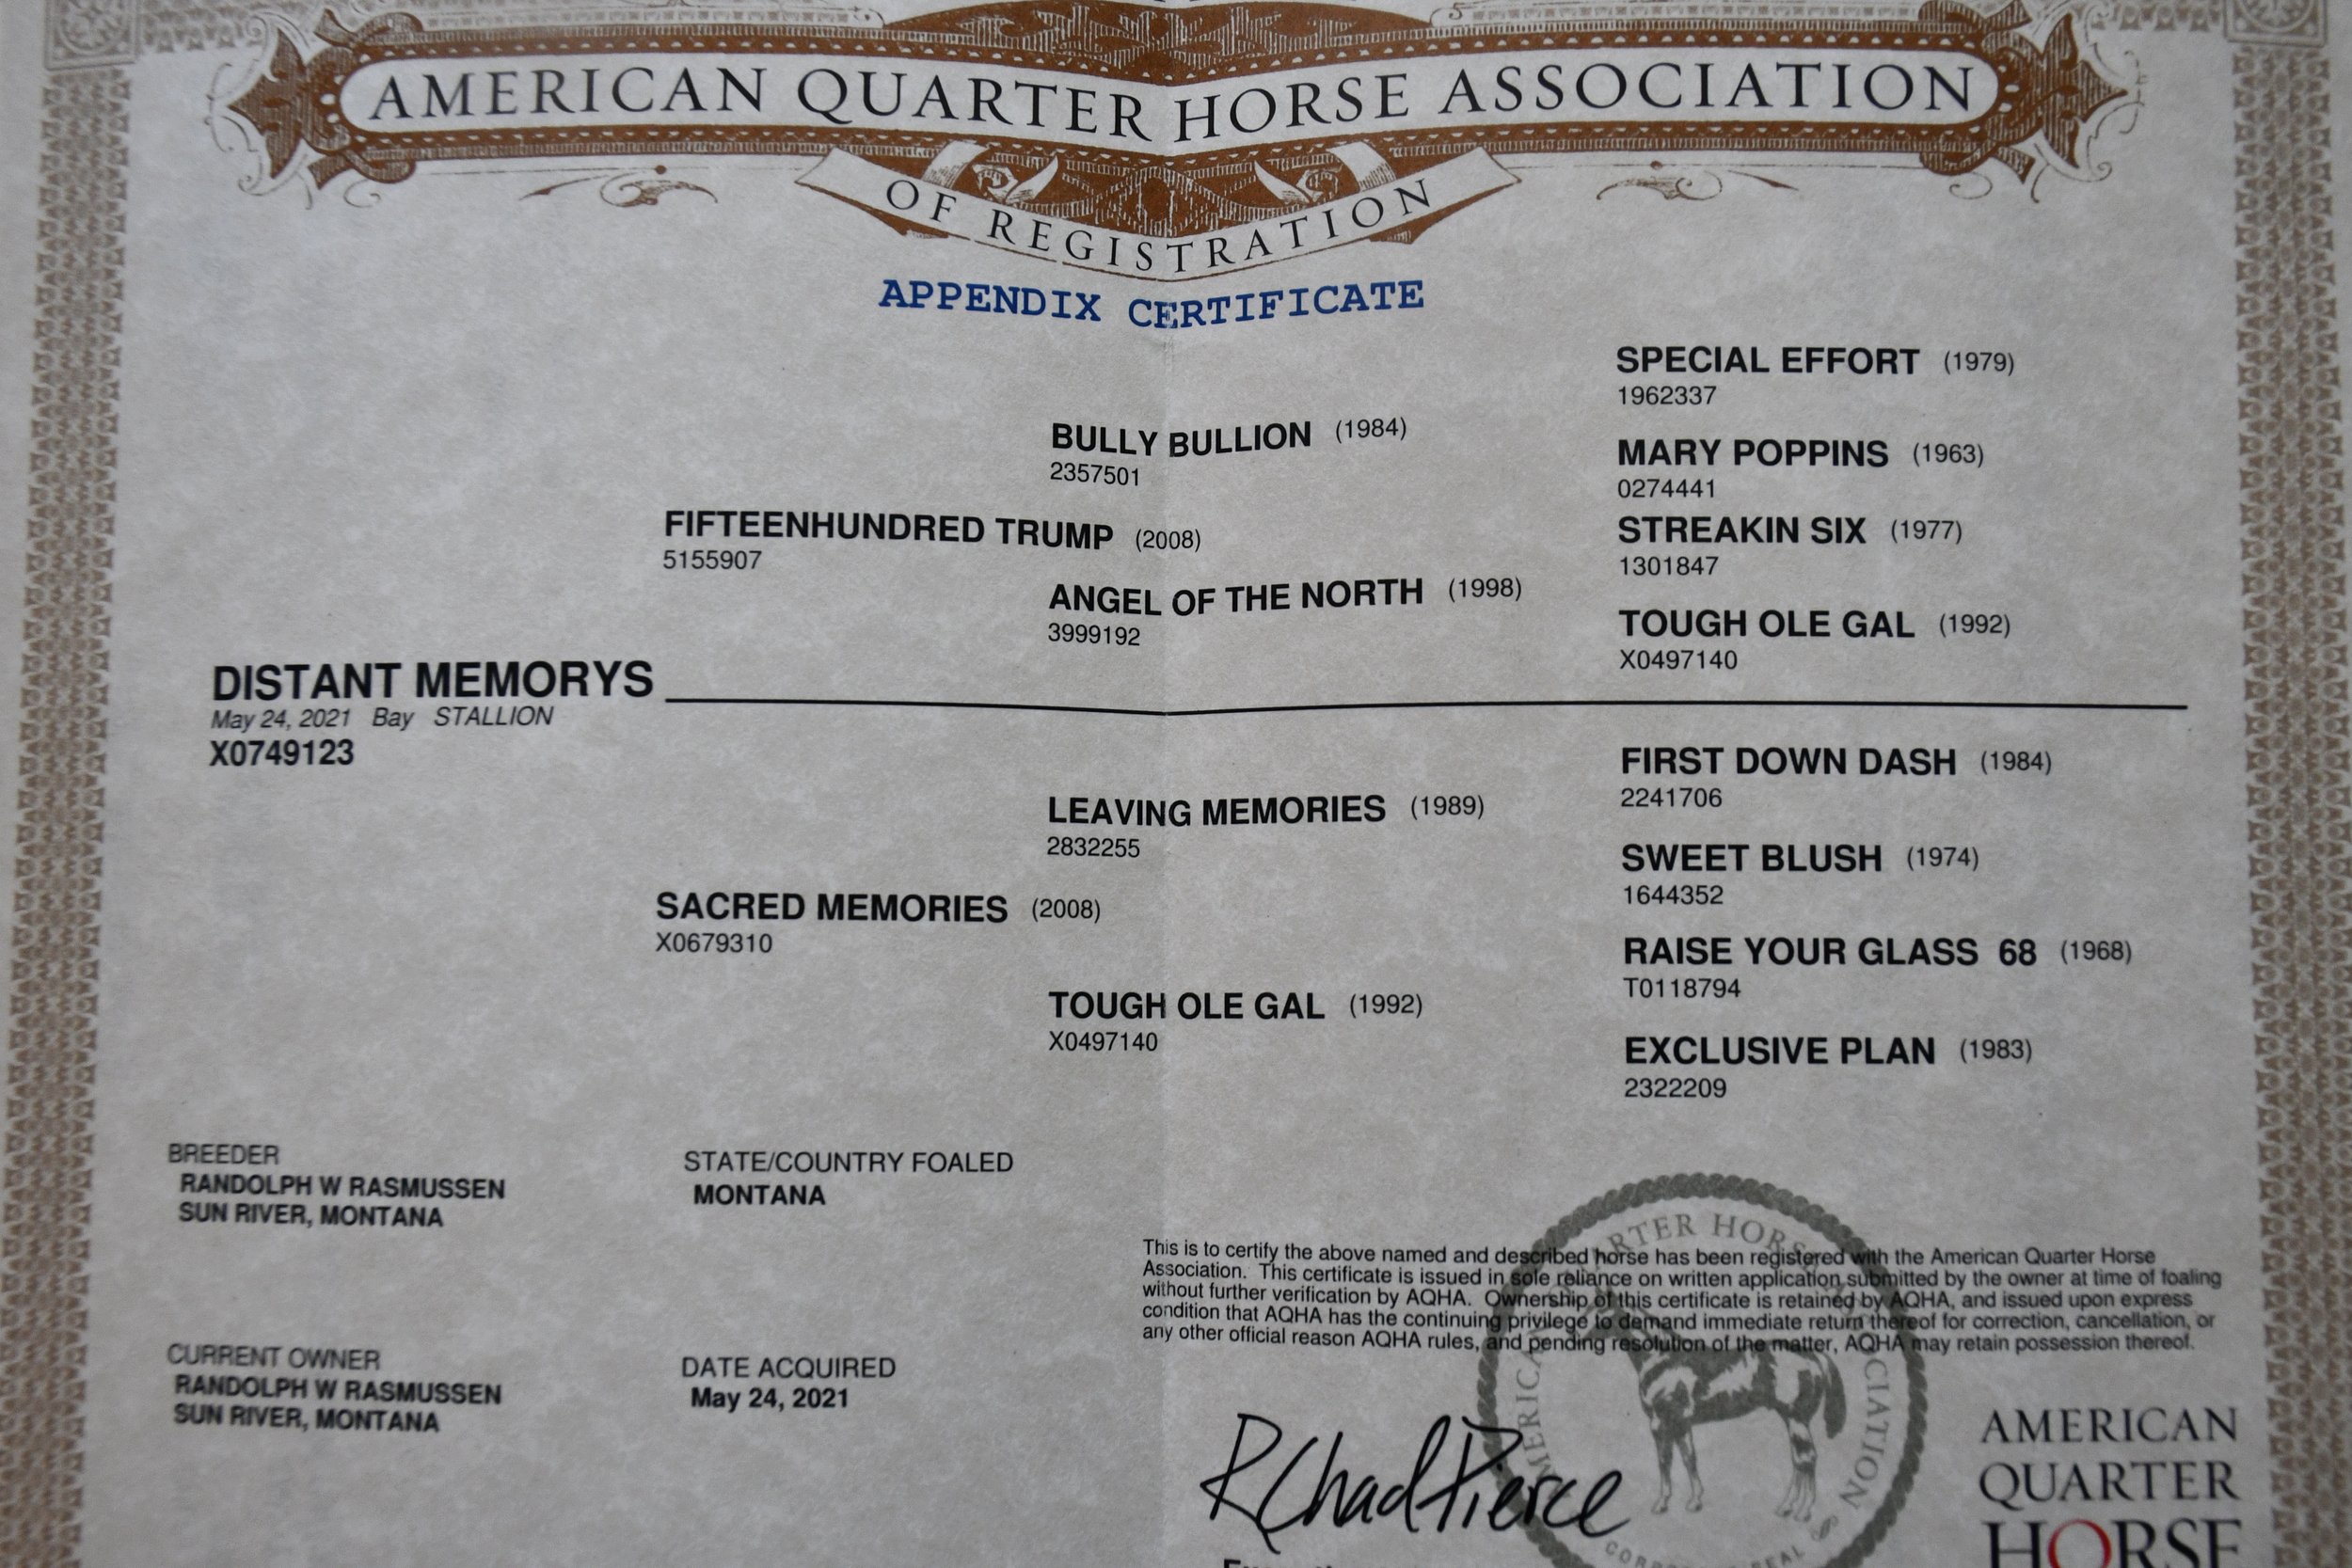 AMERICAN QUARTER HORSE ASSOCIATION
OF REGISTRATION
APPENDIX CERTIFICATE
SPECIAL EFFORT (1979)
1962337
BULLY BULLION (1984)
2357501
MARY POPPINS (1963)
0274441
FIFTEENHUNDRED TRUMP (2008)
5155907
STREAKIN SIX (1977)
1301847
ANGEL OF THE NORTH (1998)
3999192
TOUGH OLE GAL (1992)
X0497140
DISTANT MEMORYS
May 24, 2021 Bay STALLION
X0749123
FIRST DOWN DASH (1984)
2241706
LEAVING MEMORIES (1989)
2832255
SWEET BLUSH (1974)
1644352
SACRED MEMORIES (2008)
X0679310
RAISE YOUR GLASS 68 (1968)
T0118794
TOUGH OLE GAL (1992)
X0497140
EXCLUSIVE PLAN (1983)
2322209
BREEDER
RANDOLPH W RASMUSSEN
SUN RIVER, MONTANA
STATE/COUNTRY FOALED
MONTANA
This is to certify the above named and described horse has been registered with the American Quarter Horse
Association. This certificate is issued in sole reliance on written application submitted by the owner at time of foaling
without further verification by AQHA. Ownership of this certificate is retained by AQHA, and issued upon express
condition that AQHA has the continuing privilege to demand immediate return thereof for correction, cancellation, or
any other official reason AQHA rules, and pending resolution of the matter, AQHA may retain possession thereof.
CURRENT OWNER
RANDOLPH W RASMUSSEN
SUN RIVER, MONTANA
DATE ACQUIRED
May 24, 2021
R Chad Pierce
AMERICAN
QUARTER
HORSE